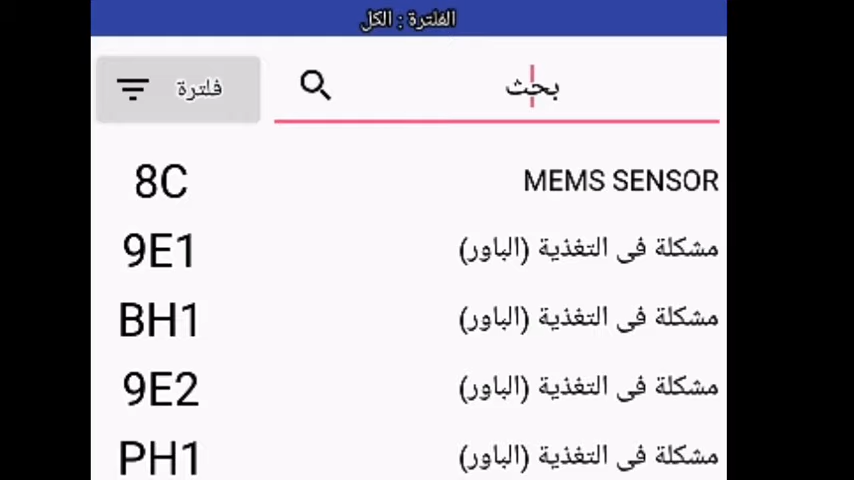 الفلترة : الكل
بحث
فلترة
MEMS SENSOR 8C
مشكلة فى التغذية (الباور) 9E1
مشكلة فى التغذية (الباور) BH1
مشكلة فى التغذية (الباور) 9E2
مشكلة فى التغذية (الباور) PH1